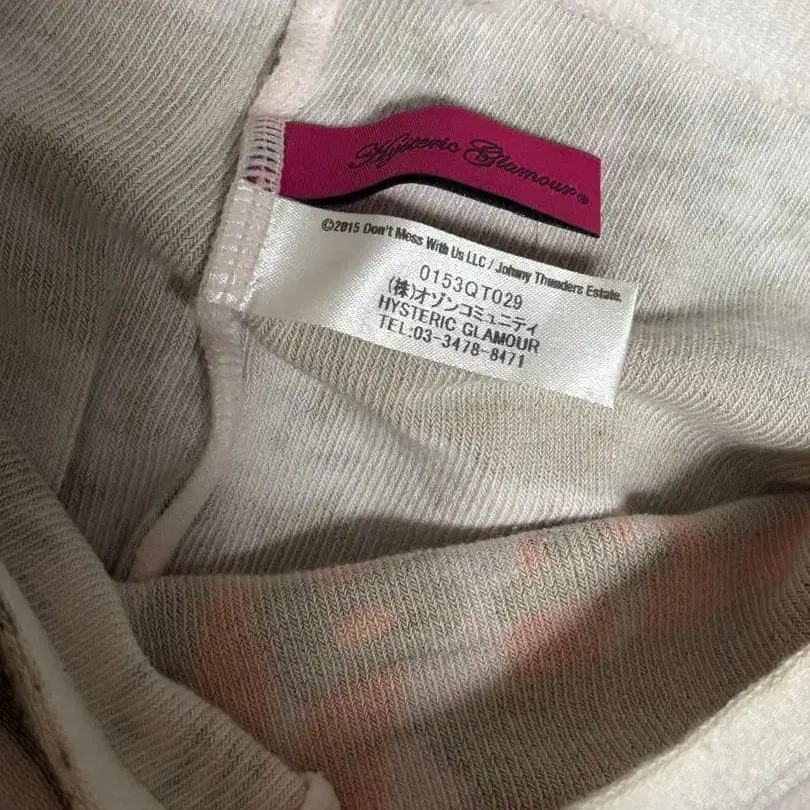 Hysteric Glamour®
©2015 Don't Mess With Us LLC / Johnny Thunders Estate.
0153QT029
(株)オゾンコミュニティ
HYSTERIC GLAMOUR
TEL:03-3478-8471